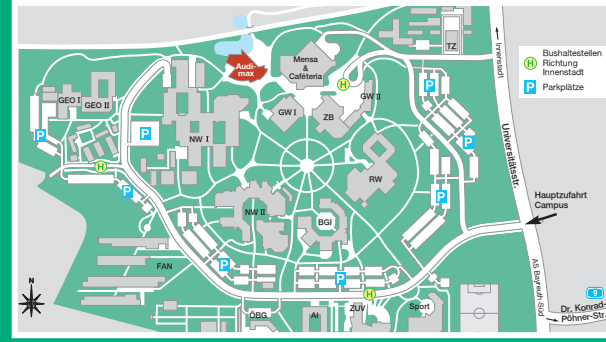 Audi-
max
Mensa
&
Cafétería
TZ
Innenstadt
H
Bushaltestellen
Richtung
Innenstadt
P
Parkplätze
GEO I
GEO II
P
P
NW I
GW I
ZB
H
GW II
P
P
Universitätsstr.
H
P
RW
P
Hauptzufahrt
Campus
NW II
BGI
FAN
P
P
N
AS Bayreuth-Süd
9
Dr. Konrad-
Pöhner-Str.
H
ÖBG
AI
ZUV
Sport